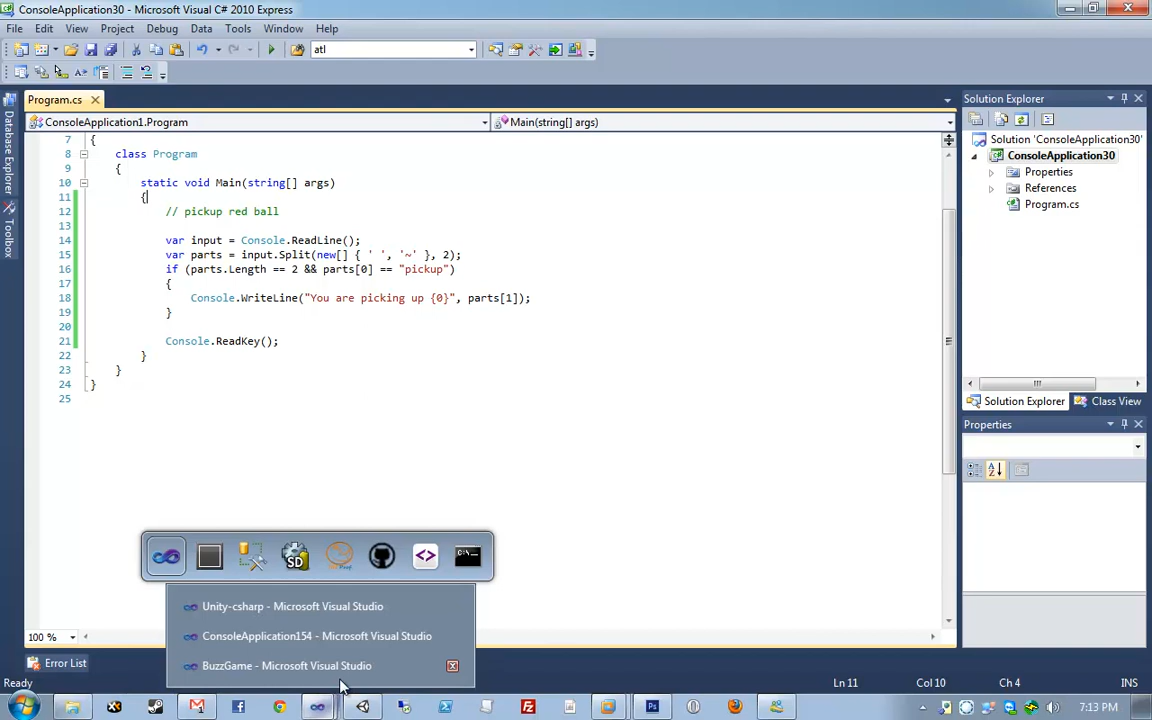 ConsoleApplication30 - Microsoft Visual C# 2010 Express
File Edit View Project Debug Data Tools Window Help
atl
Database Explorer
Toolbox
Program.cs
ConsoleApplication1.Program
Main(string[] args)
7 {
8 class Program
9 {
10 static void Main(string[] args)
11 {
12 // pickup red ball
13
14 var input = Console.ReadLine();
15 var parts = input.Split(new[] { ' ', '~' }, 2);
16 if (parts.Length == 2 && parts[0] == "pickup")
17 {
18 Console.WriteLine("You are picking up {0}", parts[1]);
19 }
20
21 Console.ReadKey();
22 }
23 }
24 }
25
Solution Explorer
Solution 'ConsoleApplication30'
ConsoleApplication30
Properties
References
Program.cs
Solution Explorer Class View
Properties
SD
C:\_
Unity-csharp - Microsoft Visual Studio
ConsoleApplication154 - Microsoft Visual Studio
BuzzGame - Microsoft Visual Studio
100 %
Error List
Ready Ln 11 Col 10 Ch 4 INS
7:13 PM